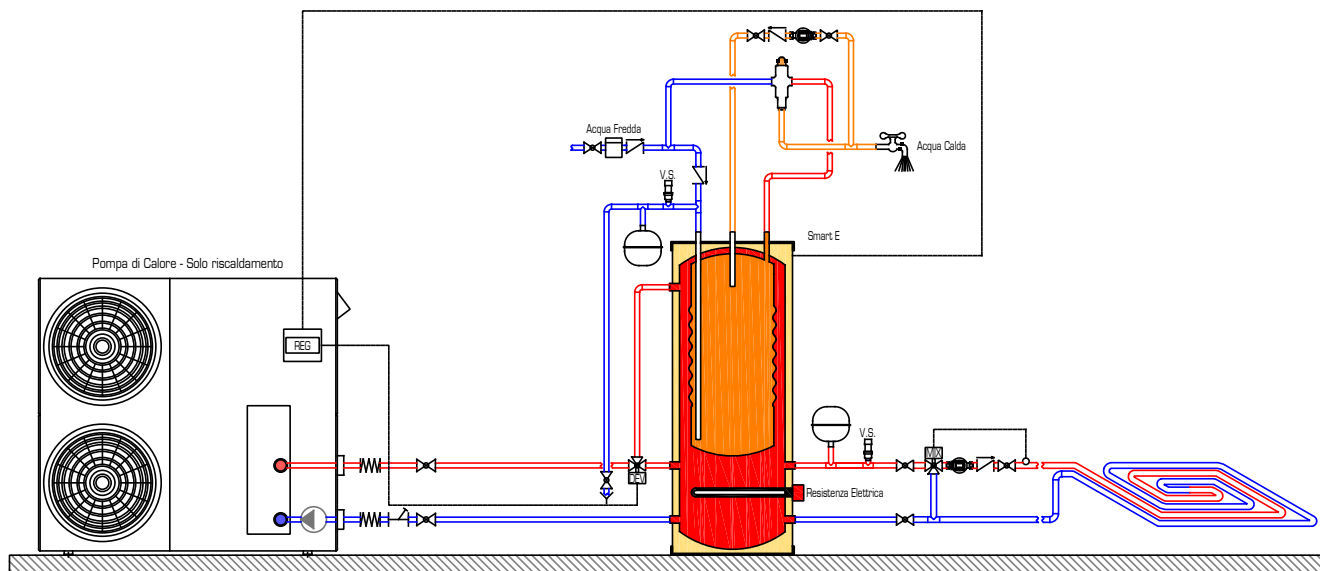 Acqua Fredda
Acqua Calda
V.S.
Smart E
Pompa di Calore - Solo riscaldamento
REG
V.S.
MIX
DEV
Resistenza Elettrica